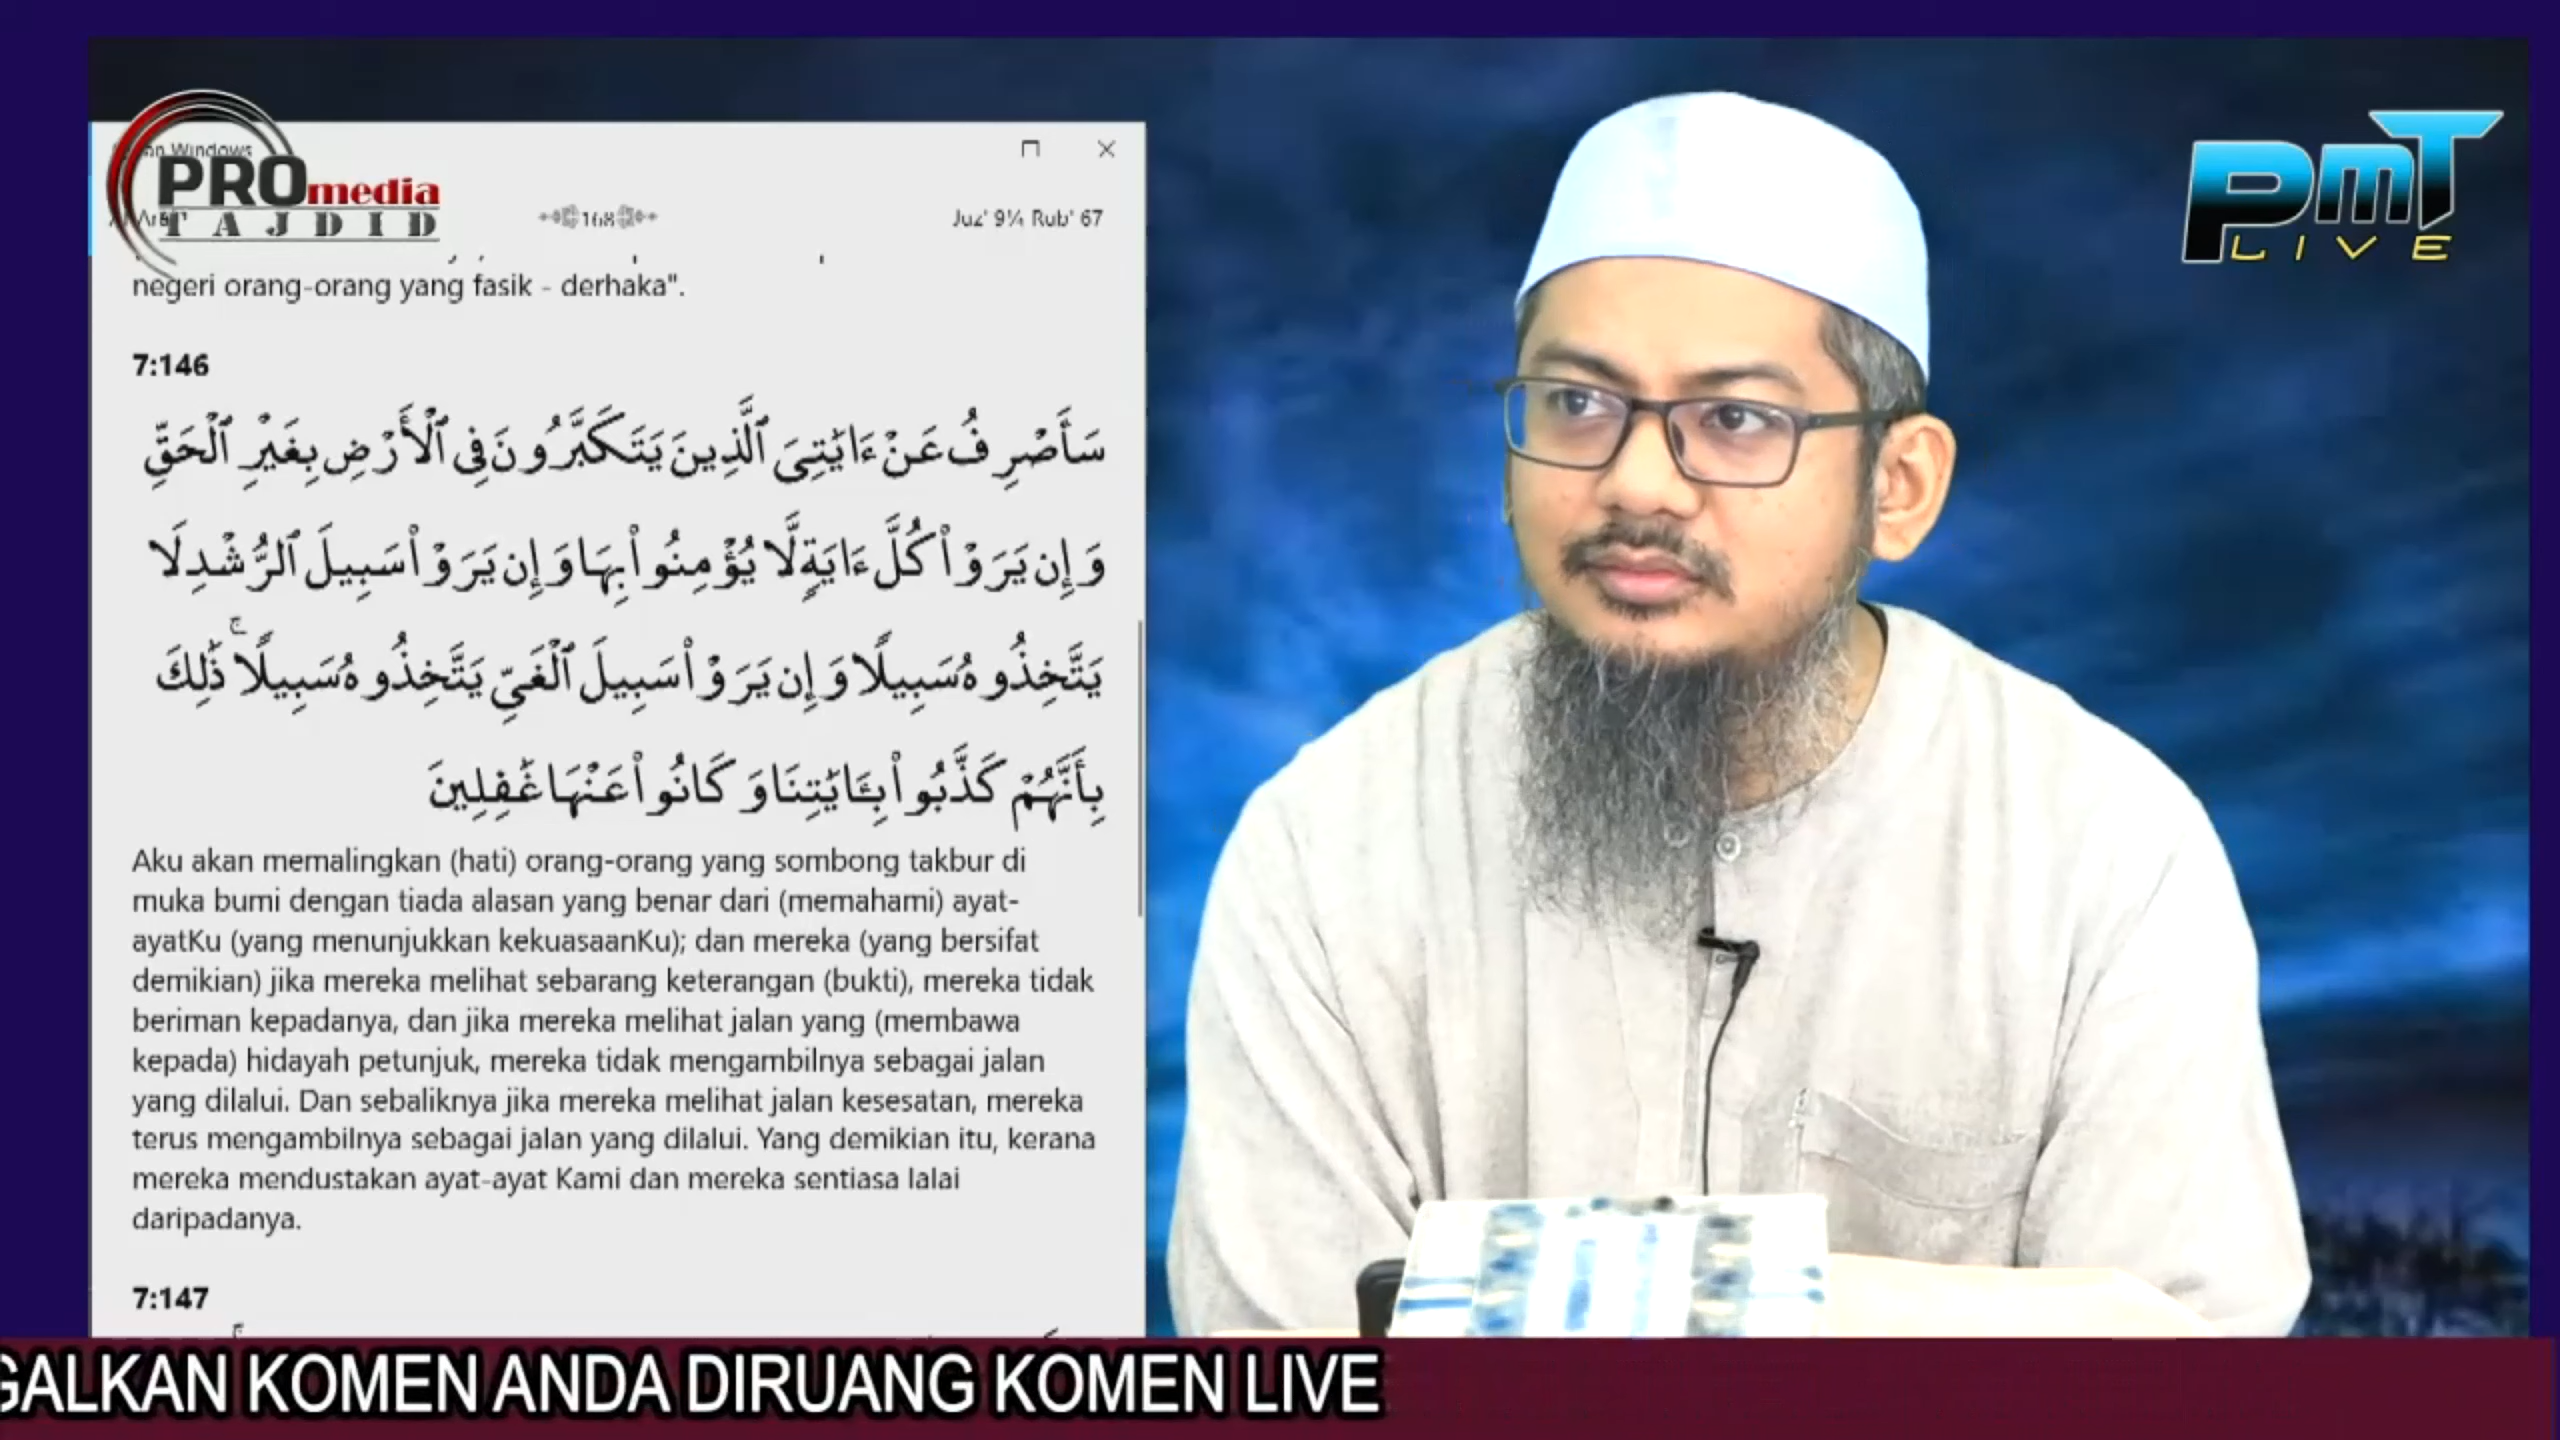 PROmedia
TAJDID
PMT
LIVE
168
Juz' 9¼ Rub' 67
negeri orang-orang yang fasik - derhaka".
7:146
سَأَصْرِفُ عَنْ ءَايَٰتِىَ ٱلَّذِينَ يَتَكَبَّرُونَ فِى ٱلْأَرْضِ بِغَيْرِ ٱلْحَقِّ
وَإِن يَرَوْا۟ كُلَّ ءَايَةٍ لَّا يُؤْمِنُوا۟ بِهَا وَإِن يَرَوْا۟ سَبِيلَ ٱلرُّشْدِ لَا
يَتَّخِذُوهُ سَبِيلًا وَإِن يَرَوْا۟ سَبِيلَ ٱلْغَىِّ يَتَّخِذُوهُ سَبِيلًا ۚ ذَٰلِكَ
بِأَنَّهُمْ كَذَّبُوا۟ بِـَٔايَٰتِنَا وَكَانُوا۟ عَنْهَا غَٰفِلِينَ
Aku akan memalingkan (hati) orang-orang yang sombong takbur di
muka bumi dengan tiada alasan yang benar dari (memahami) ayat-
ayatKu (yang menunjukkan kekuasaanKu); dan mereka (yang bersifat
demikian) jika mereka melihat sebarang keterangan (bukti), mereka tidak
beriman kepadanya, dan jika mereka melihat jalan yang (membawa
kepada) hidayah petunjuk, mereka tidak mengambilnya sebagai jalan
yang dilalui. Dan sebaliknya jika mereka melihat jalan kesesatan, mereka
terus mengambilnya sebagai jalan yang dilalui. Yang demikian itu, kerana
mereka mendustakan ayat-ayat Kami dan mereka sentiasa lalai
daripadanya.
7:147
GALKAN KOMEN ANDA DIRUANG KOMEN LIVE